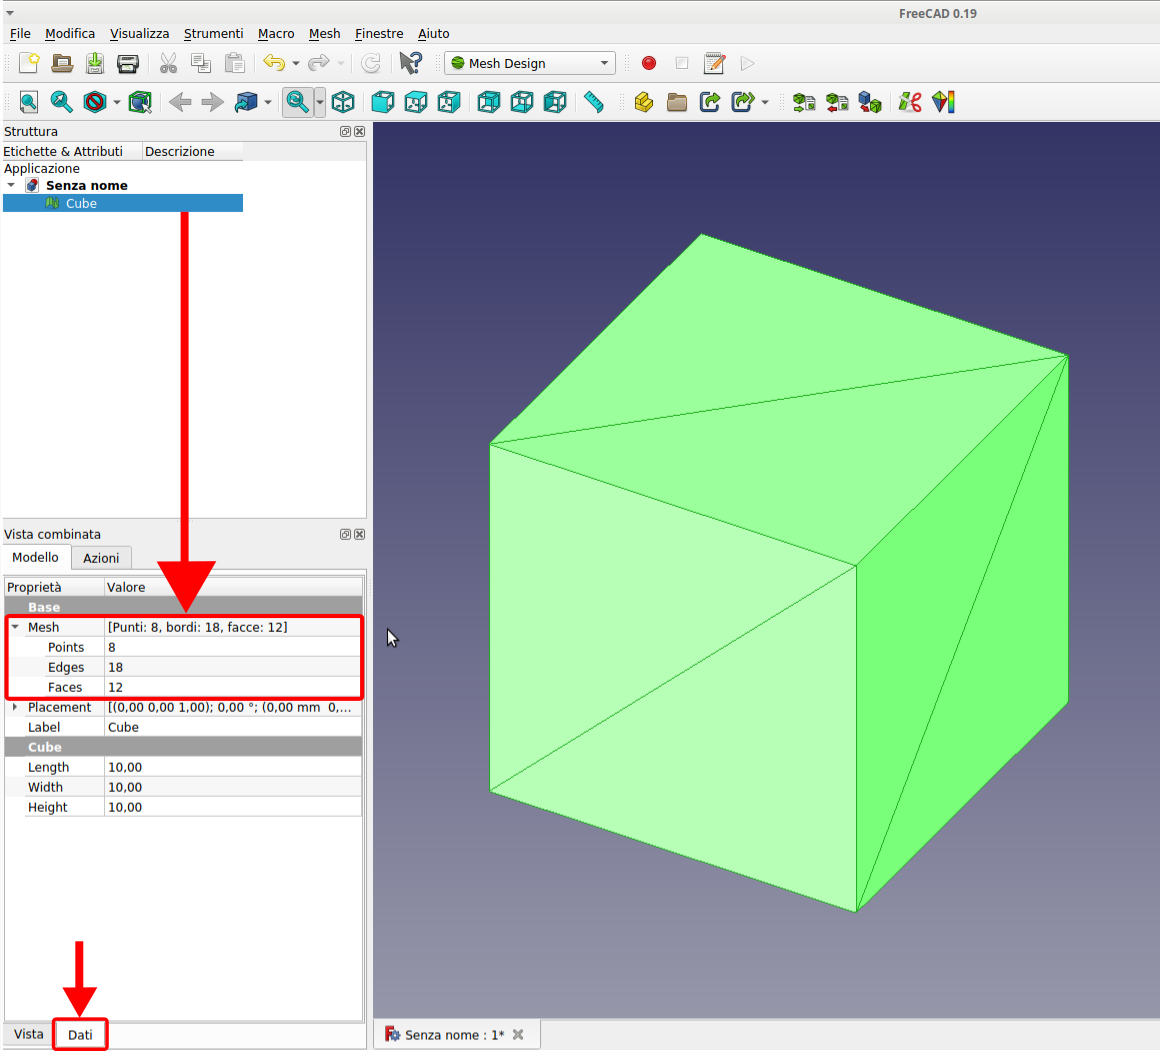 FreeCAD 0.19
File Modifica Visualizza Strumenti Macro Mesh Finestre Aiuto
Mesh Design
Struttura
Etichette & Attributi Descrizione
Applicazione
Senza nome
Cube
Vista combinata
Modello Azioni
Proprietà Valore
Base
Mesh [Punti: 8, bordi: 18, facce: 12]
Points 8
Edges 18
Faces 12
Placement [(0,00 0,00 1,00); 0,00 °; (0,00 mm 0,...
Label Cube
Cube
Length 10,00
Width 10,00
Height 10,00
Vista Dati
Senza nome : 1*